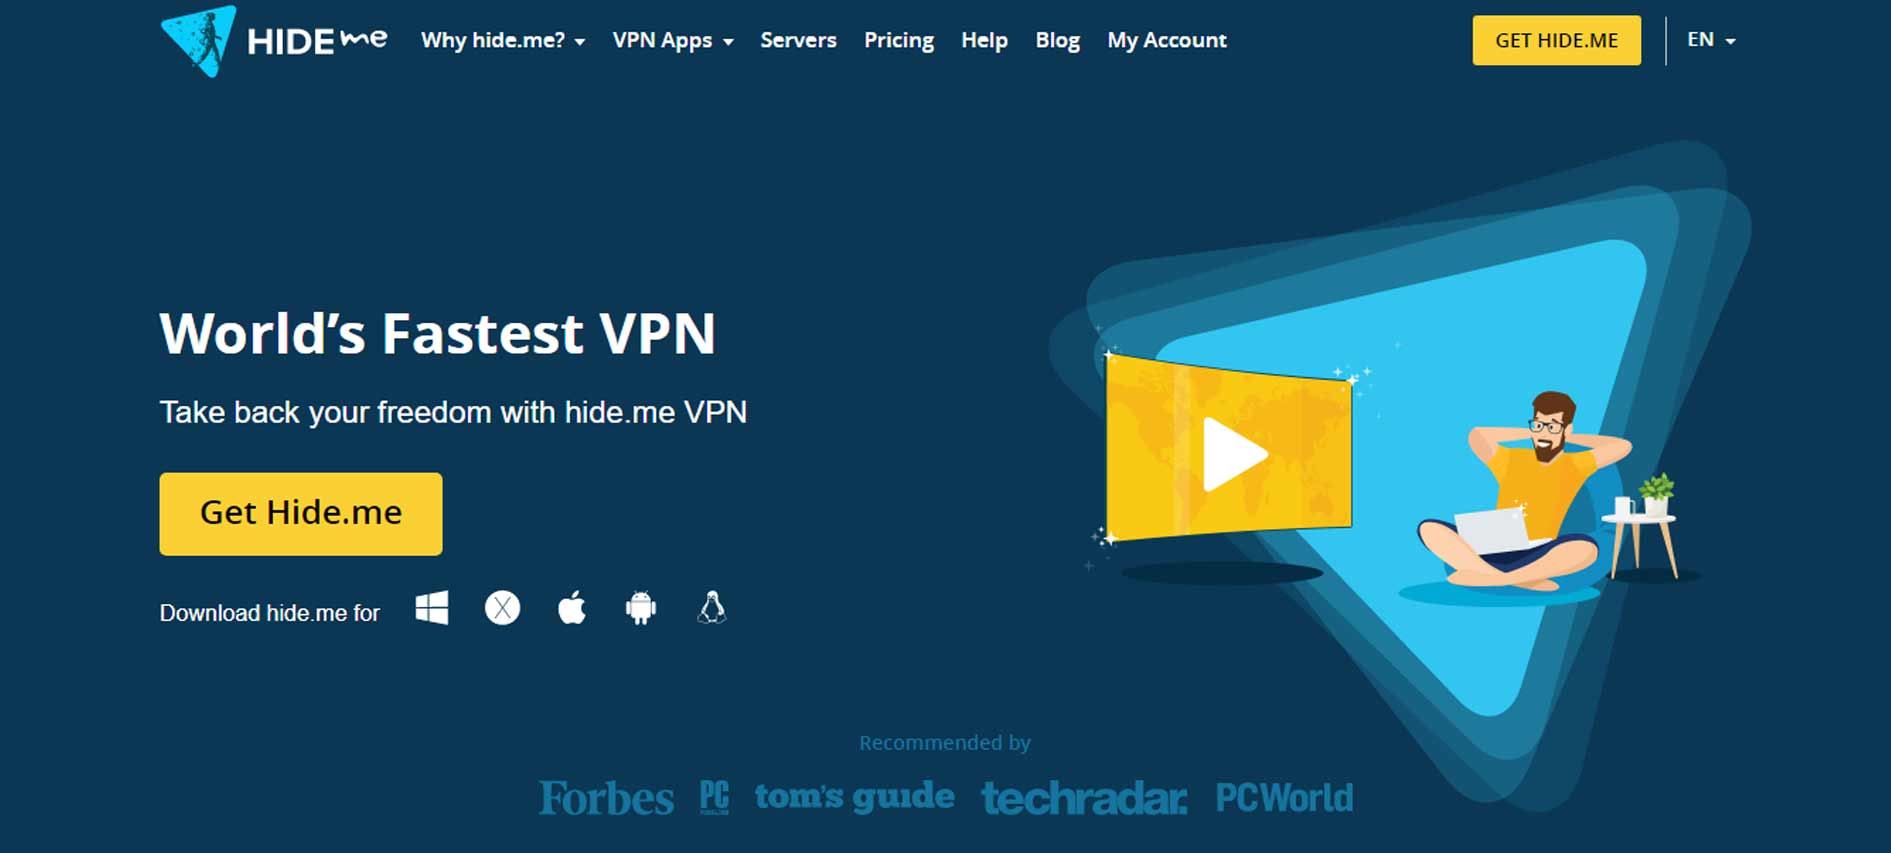 HIDE me
Why hide.me? VPN Apps Servers Pricing Help Blog My Account
GET HIDE.ME
EN
World's Fastest VPN
Take back your freedom with hide.me VPN
Get Hide.me
Download hide.me for
X
Recommended by
Forbes PC tom's guide techradar. PCWorld